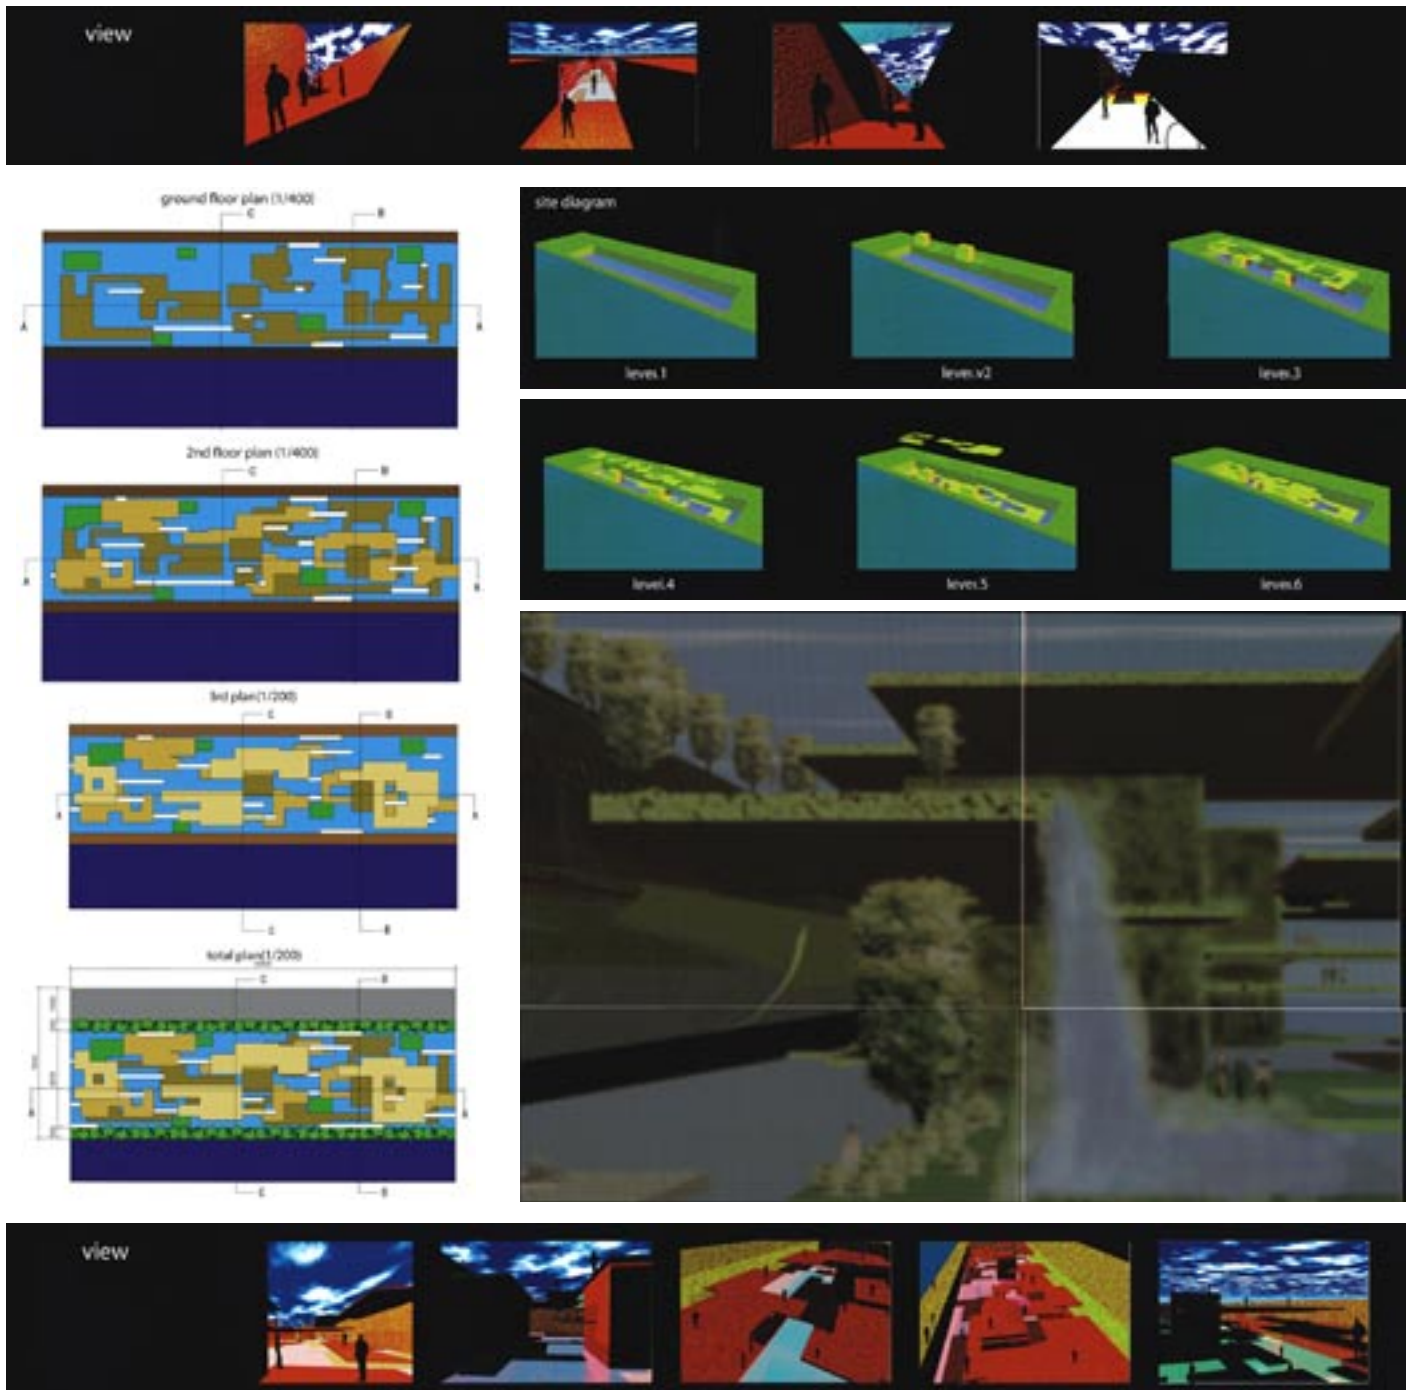 view
ground floor plan (1/400)
C
B
A
A
site diagram
level.1
level.v2
level.3
2nd floor plan (1/400)
C
B
A
A
level.4
level.5
level.6
3rd plan(1/200)
C
B
A
A
C
B
total plan(1/200)
C
B
A
A
C
B
view